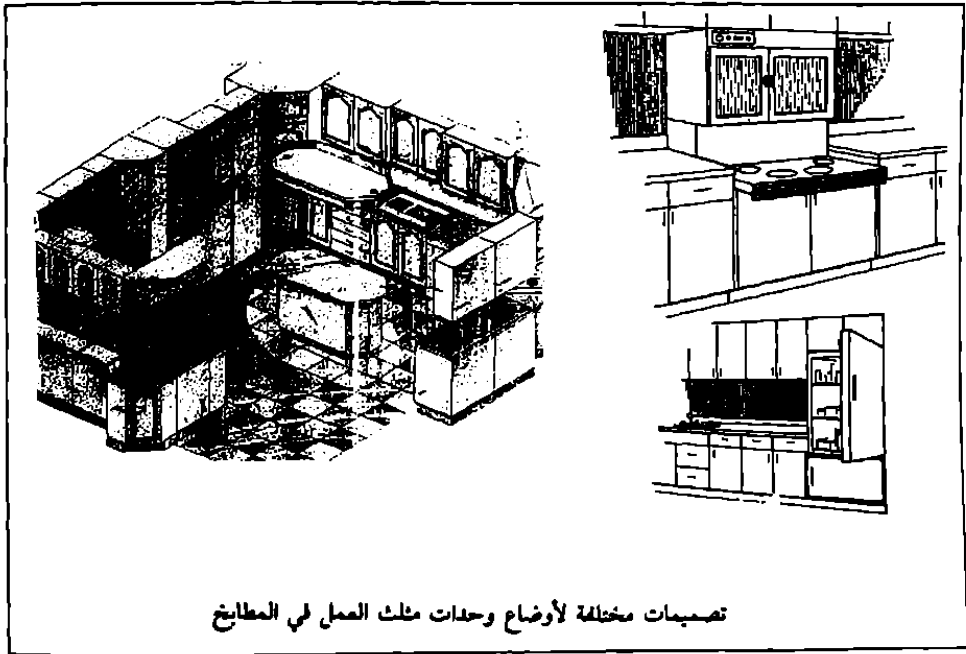 تصميمات مختلفة لأوضاع وحدات مثلث العمل في المطابخ